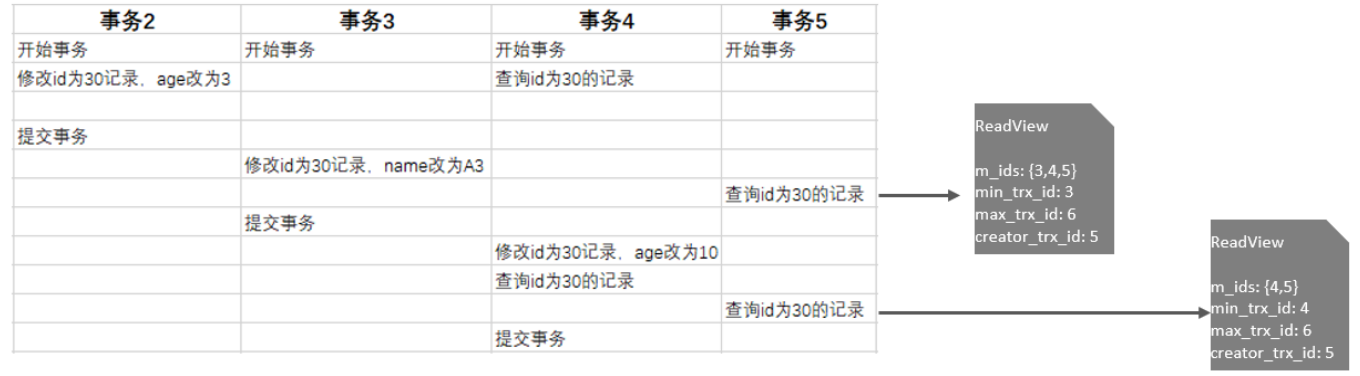 事务2 事务3 事务4 事务5
开始事务 开始事务 开始事务 开始事务
修改id为30记录，age改为3 查询id为30的记录
提交事务
修改id为30记录、name改为A3
查询id为30的记录
提交事务
修改id为30记录、age改为10
查询id为30的记录
查询id为30的记录
提交事务
ReadView
m_ids: {3,4,5}
min_trx_id: 3
max_trx_id: 6
creator_trx_id: 5
ReadView
m_ids: {4,5}
min_trx_id: 4
max_trx_id: 6
creator_trx_id: 5